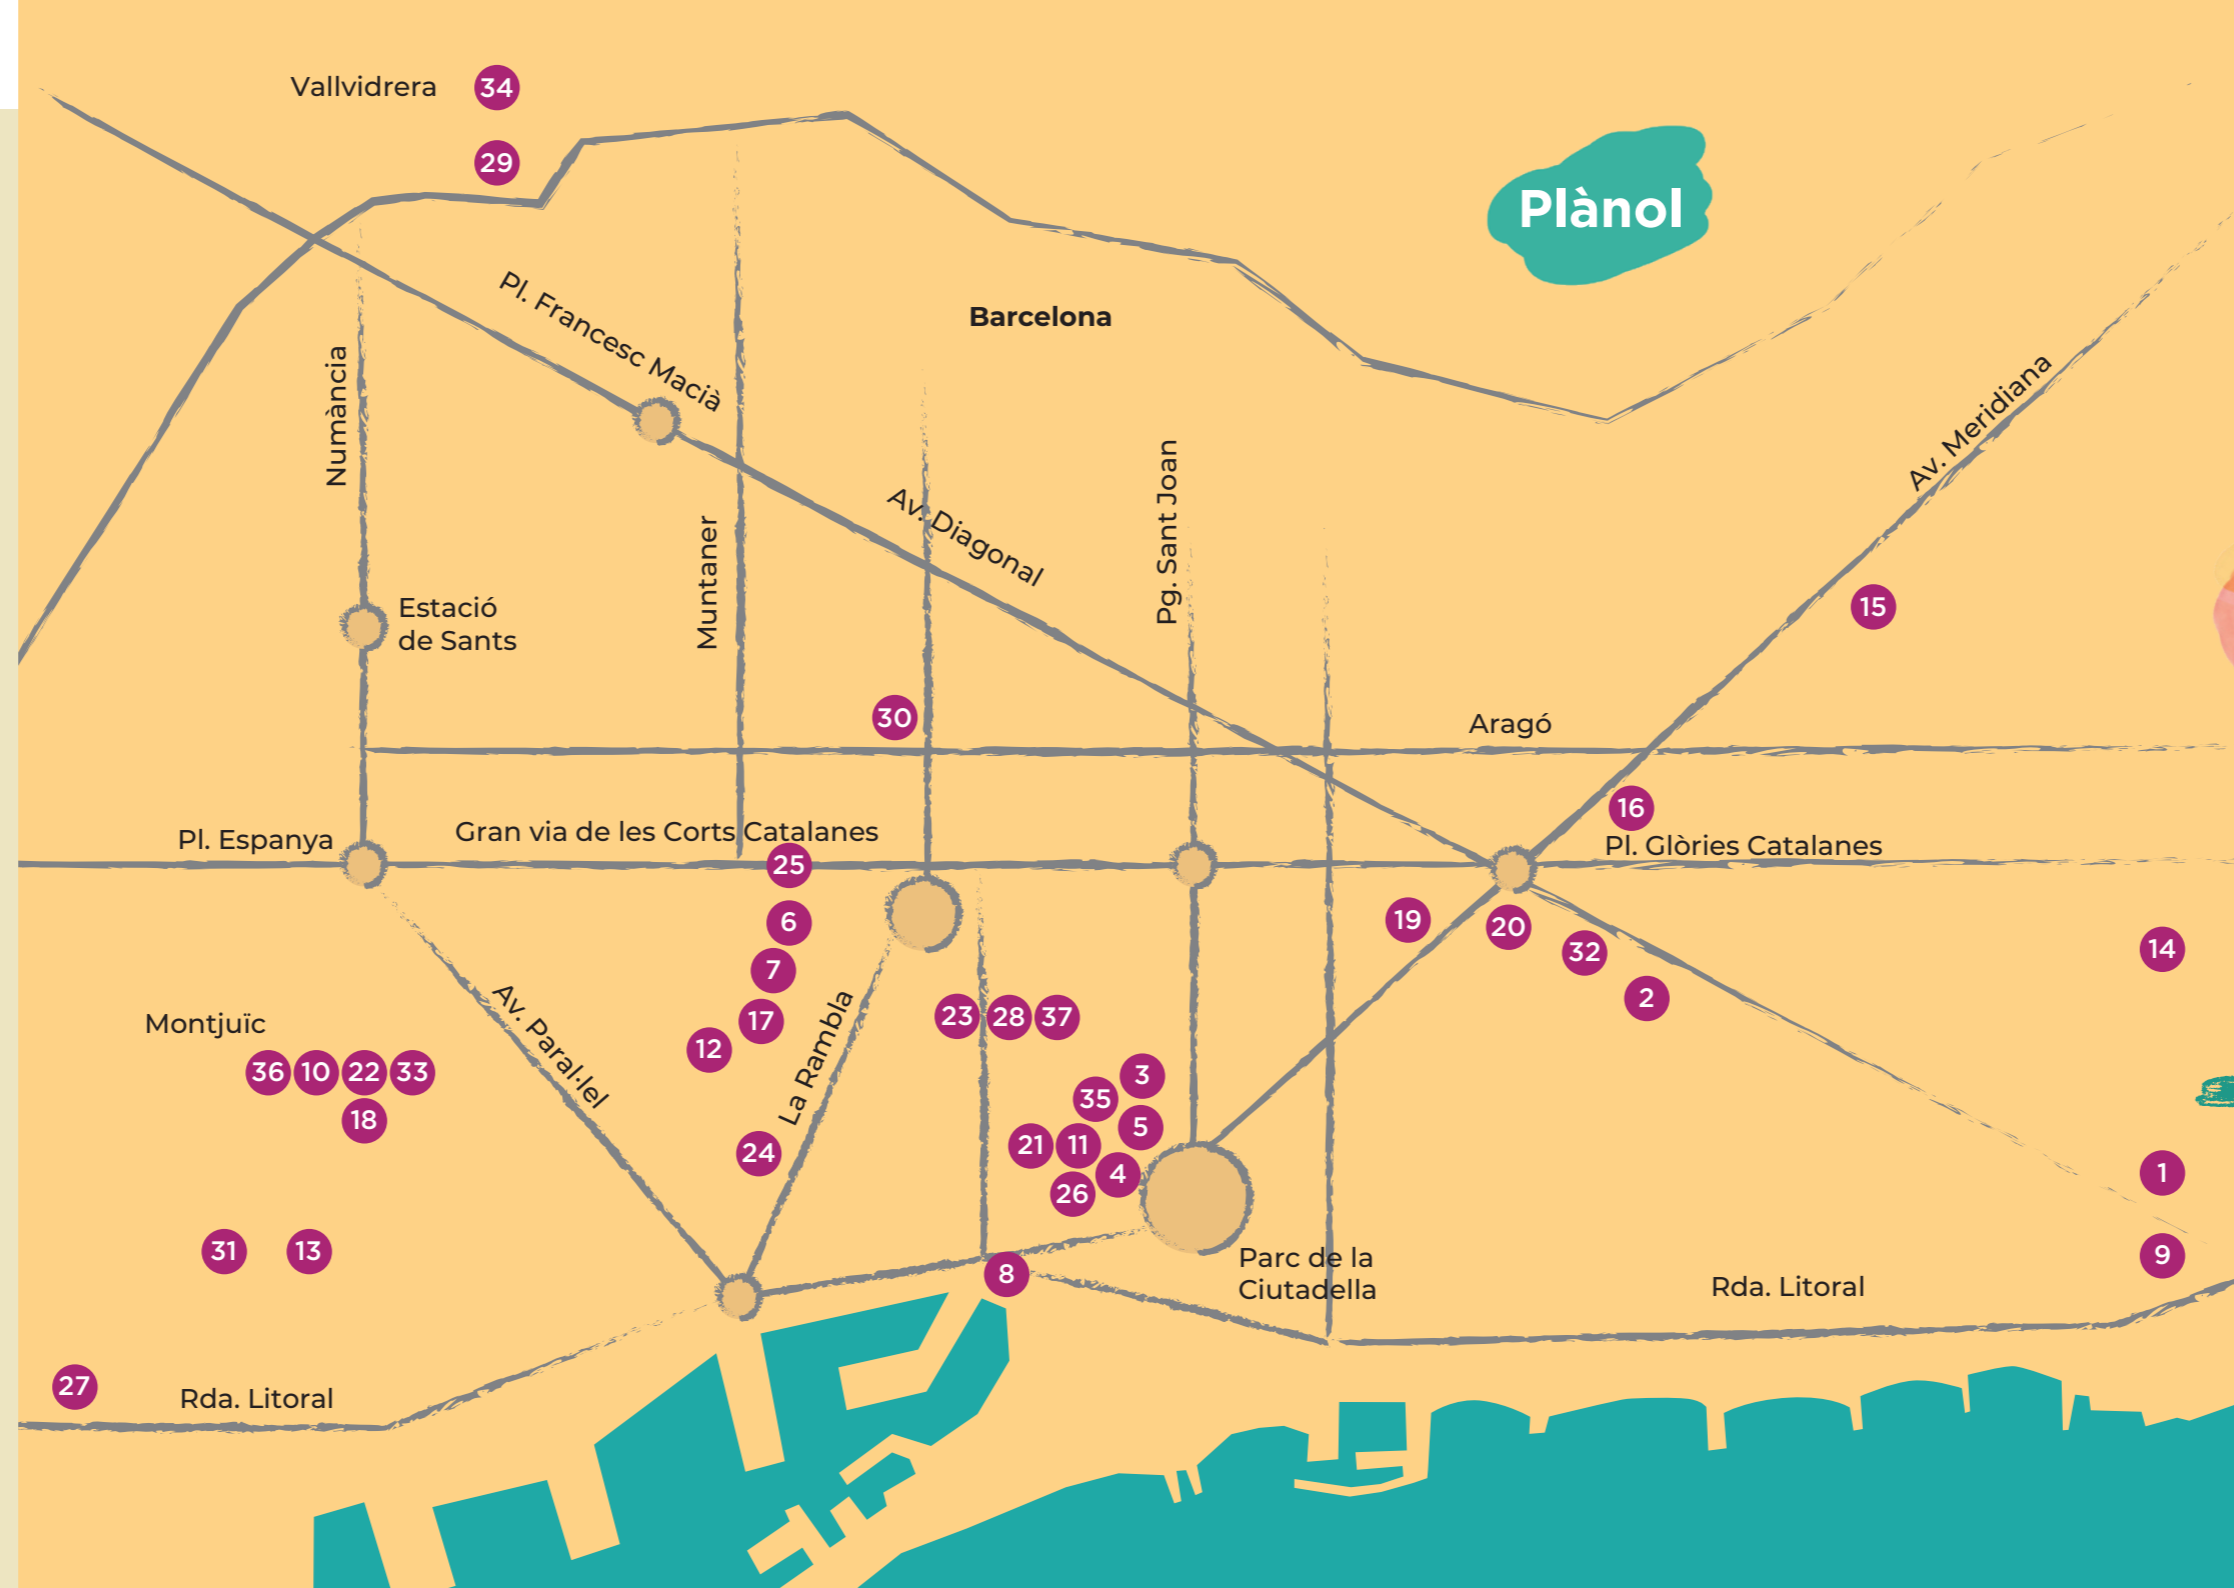 Vallvidrera
34
29
Plànol
Pl. Francesc Macià
Barcelona
Numància
Av. Meridiana
Av. Diagonal
Pg. Sant Joan
Muntaner
Estació
de Sants
15
30
Aragó
16
Pl. Espanya
Gran via de les Corts Catalanes
Pl. Glòries Catalanes
25
6
19
20
32
14
7
2
Montjuïc
Av. Paral·lel
17
12
La Rambla
23
28
37
36
10
22
33
18
3
35
5
21
11
4
26
24
1
31
13
8
Parc de la
Ciutadella
9
Rda. Litoral
27
Rda. Litoral